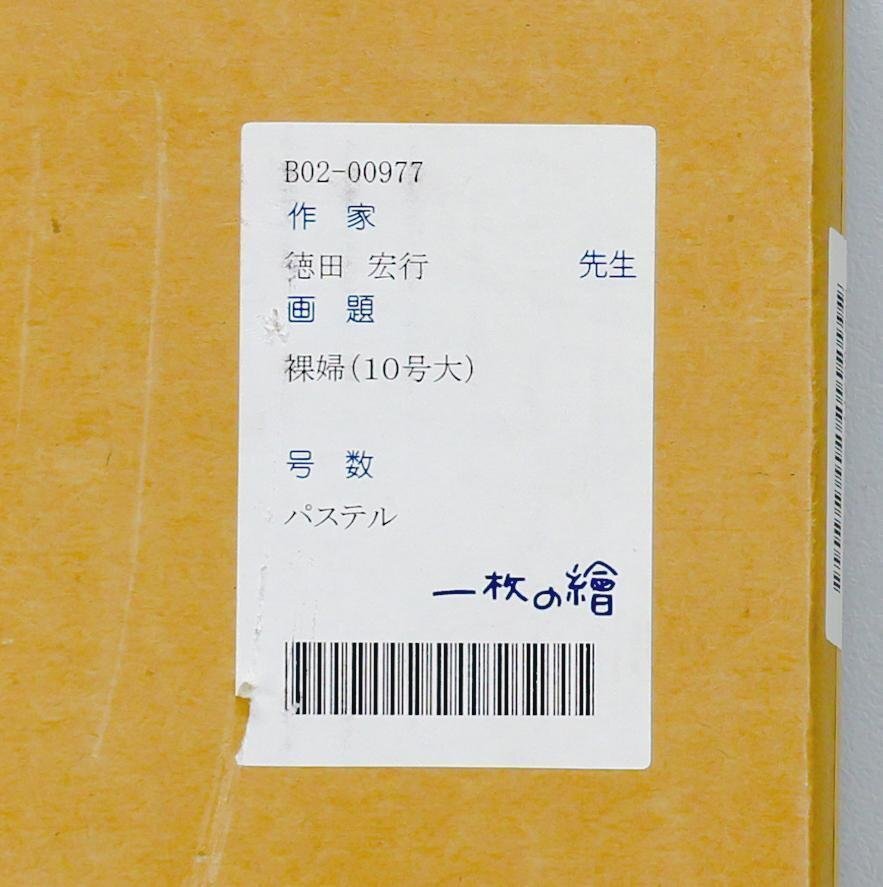 B02-00977
作 家
徳田 宏行 先生
画 題
裸婦(10号大)
号 数
パステル
一枚の繪